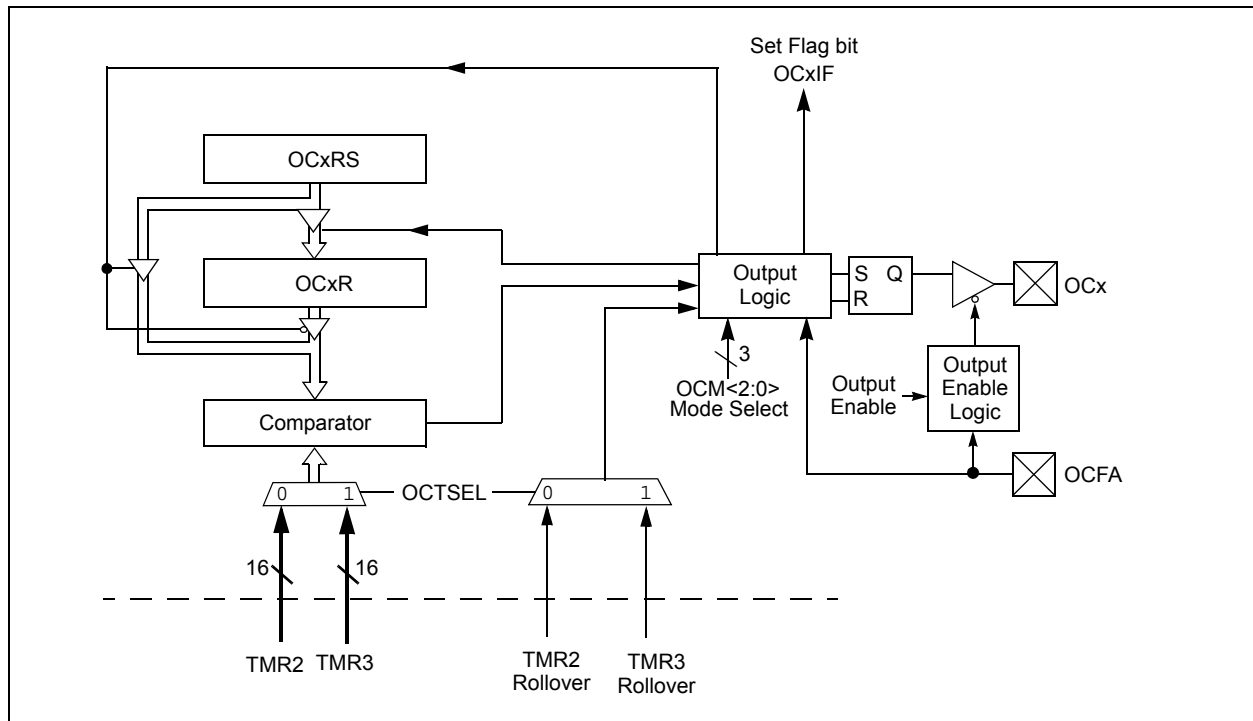 Set Flag bit
OCxIF
OCxRS
OCxR
Output
Logic
S Q
R
OCx
3
OCM<2:0>
Mode Select
Output
Enable
Output
Enable
Logic
Comparator
OCFA
0 1
OCTSEL
0 1
16
16
TMR2
TMR3
TMR2
Rollover
TMR3
Rollover